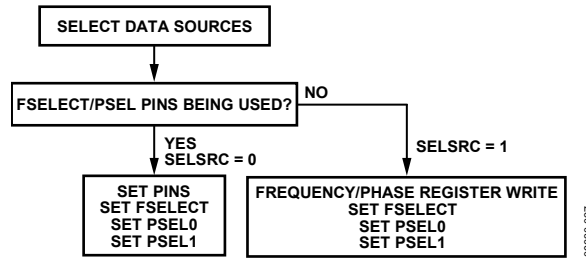 SELECT DATA SOURCES
FSELECT/PSEL PINS BEING USED?
NO
YES
SELSRC = 0
SELSRC = 1
SET PINS
SET FSELECT
SET PSEL0
SET PSEL1
FREQUENCY/PHASE REGISTER WRITE
SET FSELECT
SET PSEL0
SET PSEL1